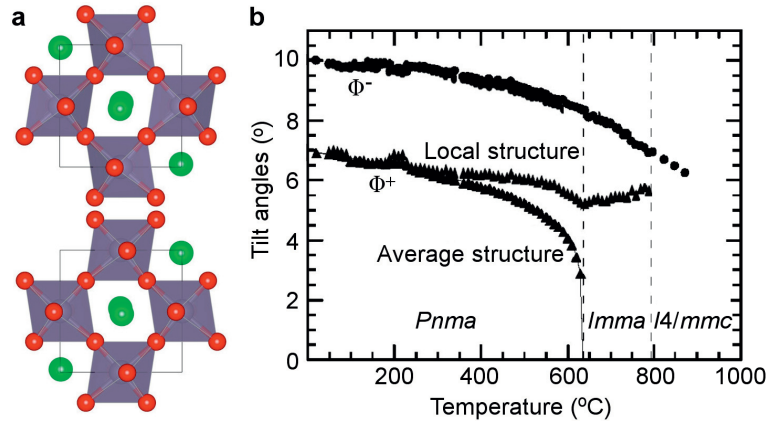 a
b
10
8
6
4
2
0
Tilt angles (º)
Φ-
Local structure
Φ+
Average structure
Pnma
Imma
I4/mmc
200
400
600
800
1000
Temperature (ºC)